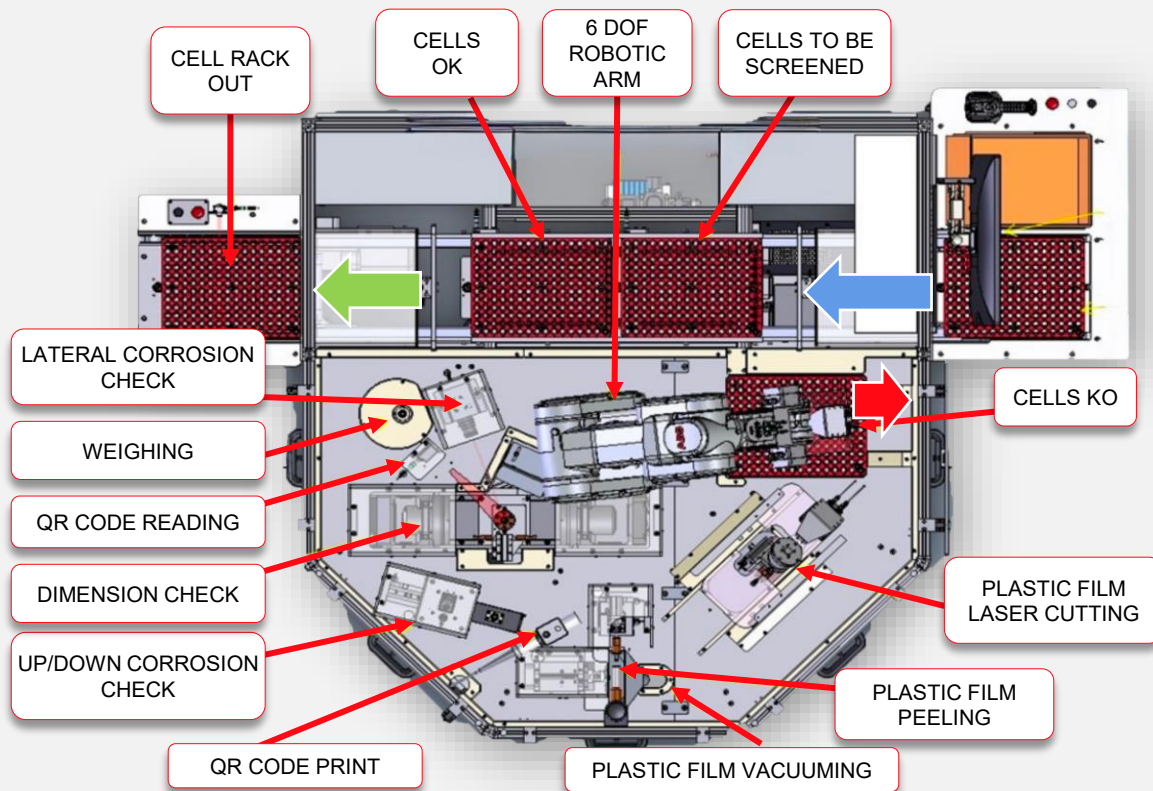 CELL RACK
OUT
CELLS
OK
6 DOF
ROBOTIC
ARM
CELLS TO BE
SCREENED
LATERAL CORROSION
CHECK
WEIGHING
QR CODE READING
DIMENSION CHECK
UP/DOWN CORROSION
CHECK
QR CODE PRINT
PLASTIC FILM VACUUMING
PLASTIC FILM
PEELING
PLASTIC FILM
LASER CUTTING
CELLS KO
ABB